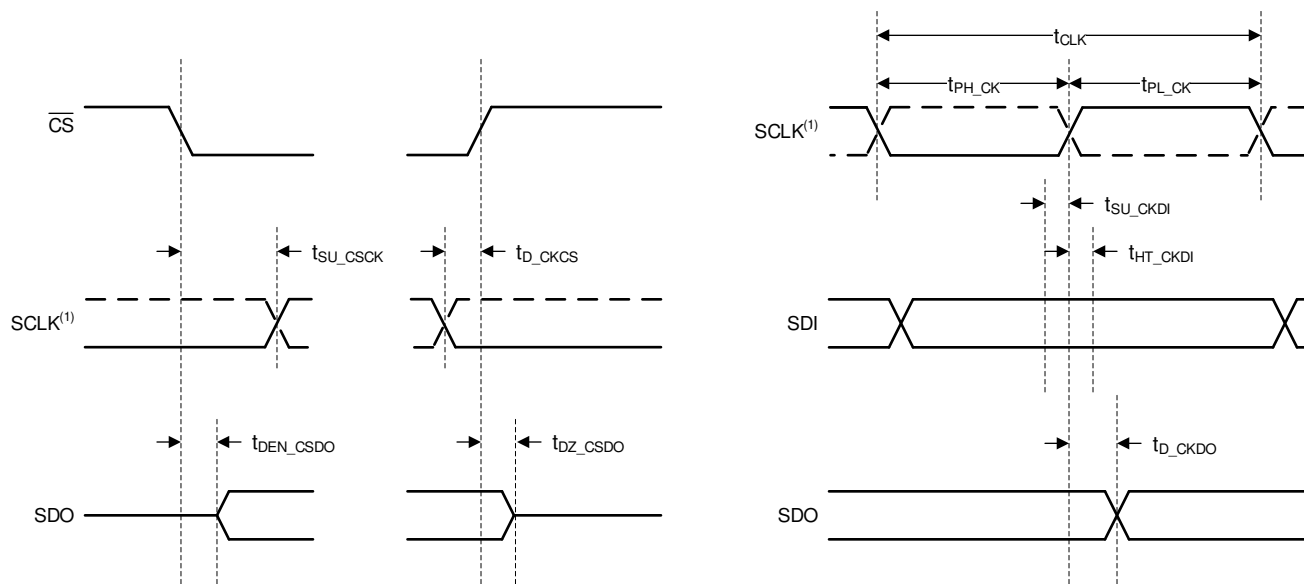 t_CLK
t_PH_CK
t_PL_CK
CS
SCLK(1)
t_SU_CKDI
t_SU_CSCK
t_D_CKCS
t_HT_CKDI
SCLK(1)
SDI
t_DEN_CSDO
t_DZ_CSDO
t_D_CKDO
SDO
SDO